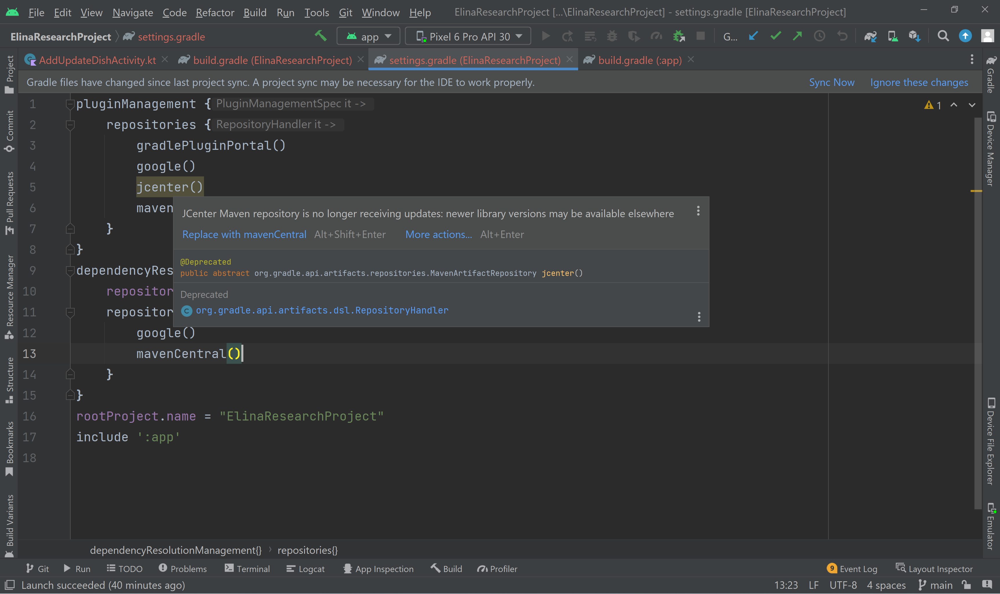 File Edit View Navigate Code Refactor Build Run Tools Git Window Help ElinaResearchProject [...\ElinaResearchProject] - settings.gradle [ElinaResearchProject]
ElinaResearchProject settings.gradle app Pixel 6 Pro API 30 G...
AddUpdateDishActivity.kt build.gradle (ElinaResearchProject) settings.gradle (ElinaResearchProject) build.gradle (:app)
Gradle files have changed since last project sync. A project sync may be necessary for the IDE to work properly. Sync Now Ignore these changes
1 pluginManagement { PluginManagementSpec it ->
1
2 repositories { RepositoryHandler it ->
3 gradlePluginPortal()
4 google()
5 jcenter()
6 maven
JCenter Maven repository is no longer receiving updates: newer library versions may be available elsewhere
Replace with mavenCentral Alt+Shift+Enter More actions... Alt+Enter
@Deprecated
public abstract org.gradle.api.artifacts.repositories.MavenArtifactRepository jcenter()
Deprecated
C org.gradle.api.artifacts.dsl.RepositoryHandler
7 }
8 }
9 dependencyRes
10 repositor
11 repositor
12 google()
13 mavenCentral()
14 }
15 }
16 rootProject.name = "ElinaResearchProject"
17 include ':app'
18
Project
Commit
Pull Requests
Resource Manager
Structure
Bookmarks
Build Variants
Gradle
Device Manager
Device File Explorer
Emulator
dependencyResolutionManagement{} repositories{}
Git Run TODO Problems Terminal Logcat App Inspection Build Profiler 9 Event Log Layout Inspector
Launch succeeded (40 minutes ago) 13:23 LF UTF-8 4 spaces main